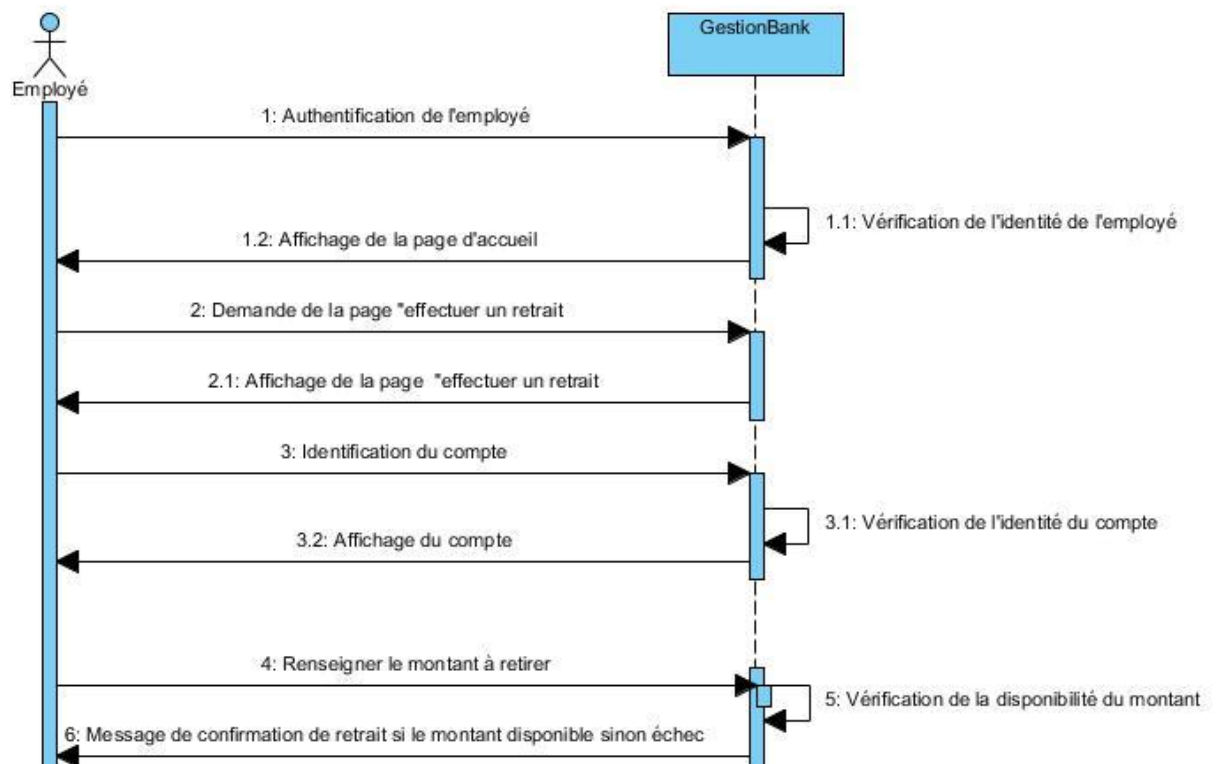 GestionBank
Employé
1: Authentification de l'employé
1.1: Vérification de l'identité de l'employé
1.2: Affichage de la page d'accueil
2: Demande de la page "effectuer un retrait
2.1: Affichage de la page "effectuer un retrait
3: Identification du compte
3.1: Vérification de l'identité du compte
3.2: Affichage du compte
4: Renseigner le montant à retirer
5: Vérification de la disponibilité du montant
6: Message de confirmation de retrait si le montant disponible sinon échec